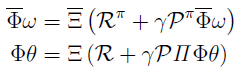 Φ̅ω = Ξ̅ (ℛ^π + γ𝒫^π Φ̅ω)
Φθ = Ξ (ℛ + γ𝒫ΠΦθ)